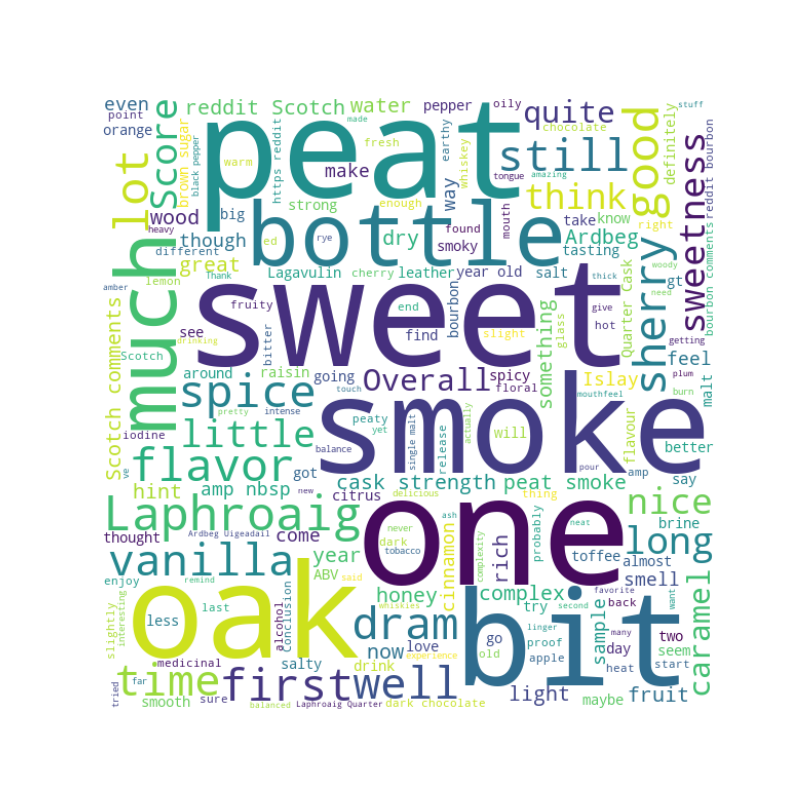 even
point
orange
reddit Scotch
water
pepper
oily
quite
chocolate
stuff
made
Score
lot
brown sugar
black pepper
peat
https reddit
fresh
warm
make
strong
whiskey
earthy
enough
tongue
amazing
still
think
good
definitely
right
reddit bourbon
bourbon comments
sweetness
wood
big
heavy
different
though
great
much
bottle
way
ed
rye
found
smoky
mouth
take
know
tasting
dry
Ardbeg
sherry
gt
thick
woody
need
Thank
lemon
amber
Lagavulin
cherry
leather
year old
salt
Quarter Cask
give
hot
feel
malt
getting
fruity
see
drinking
Scotch
Scotch comments
bitter
end
find
bourbon
slight
something
glass
sweet
around
raisin
going
Overall
spicy
floral
Islay
plum
burn
mouthfeel
spice
touch
pretty
intense
peaty
yet
will
smoke
flavour
better
iodine
little
balance
single malt
release
actually
amp
say
flavor
got
cask strength
peat smoke
thing
hint
amp nbsp
citrus
delicious
nice
ve
Laphroaig
new
never
ash
one
probably
brine
thought
Ardbeg Uigeadail
come
dark
tobacco
complexity
neat
pour
rich
toffee
almost
long
vanilla
year
cinnamon
smell
enjoy
remind
ABV
said
complex
favorite
caramel
slightly
interesting
last
oak
honey
whiskies
try
second
back
want
less
alcohol
conclusion
dram
now
love
bit
linger
many
proof
sample
two
go
day
seem
medicinal
salty
drink
experience
old
apple
heat
start
time
first
well
light
fruit
tried
far
smooth
sure
balanced
Laphroaig Quarter
dark chocolate
maybe